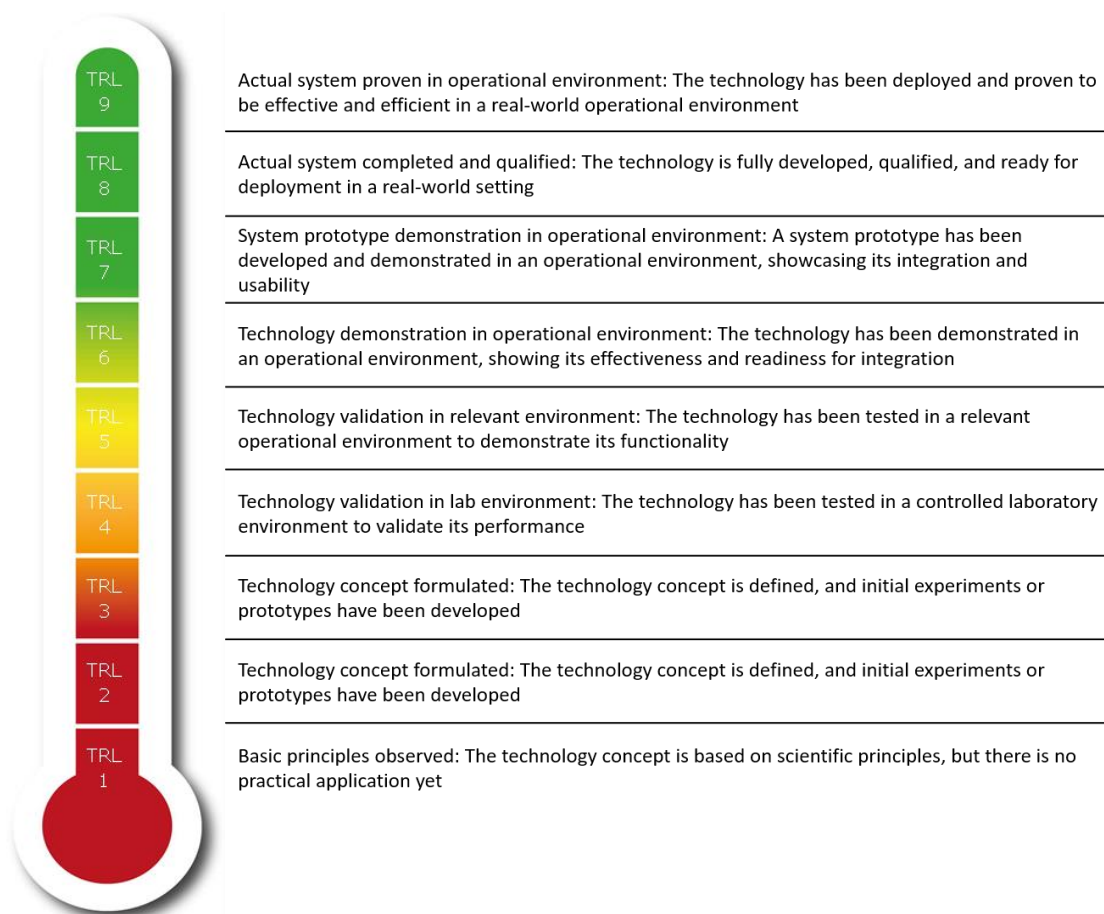 TRL
9
Actual system proven in operational environment: The technology has been deployed and proven to
be effective and efficient in a real-world operational environment
TRL
8
Actual system completed and qualified: The technology is fully developed, qualified, and ready for
deployment in a real-world setting
TRL
7
System prototype demonstration in operational environment: A system prototype has been
developed and demonstrated in an operational environment, showcasing its integration and
usability
TRL
6
Technology demonstration in operational environment: The technology has been demonstrated in
an operational environment, showing its effectiveness and readiness for integration
TRL
5
Technology validation in relevant environment: The technology has been tested in a relevant
operational environment to demonstrate its functionality
TRL
4
Technology validation in lab environment: The technology has been tested in a controlled laboratory
environment to validate its performance
TRL
3
Technology concept formulated: The technology concept is defined, and initial experiments or
prototypes have been developed
TRL
2
Technology concept formulated: The technology concept is defined, and initial experiments or
prototypes have been developed
TRL
1
Basic principles observed: The technology concept is based on scientific principles, but there is no
practical application yet